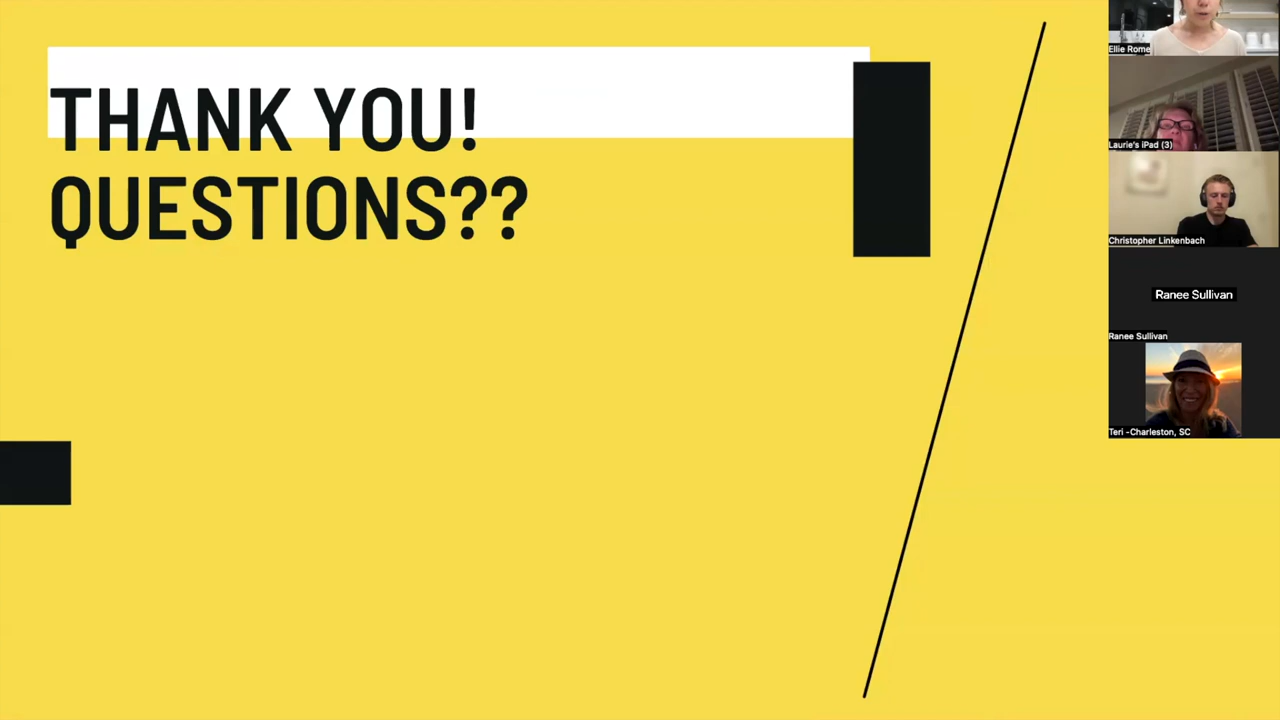 THANK YOU!
QUESTIONS??
Ellie Rome
Laurie's iPad (3)
Christopher Linkenbach
Ranee Sullivan
Ranee Sullivan
Teri -Charleston, SC